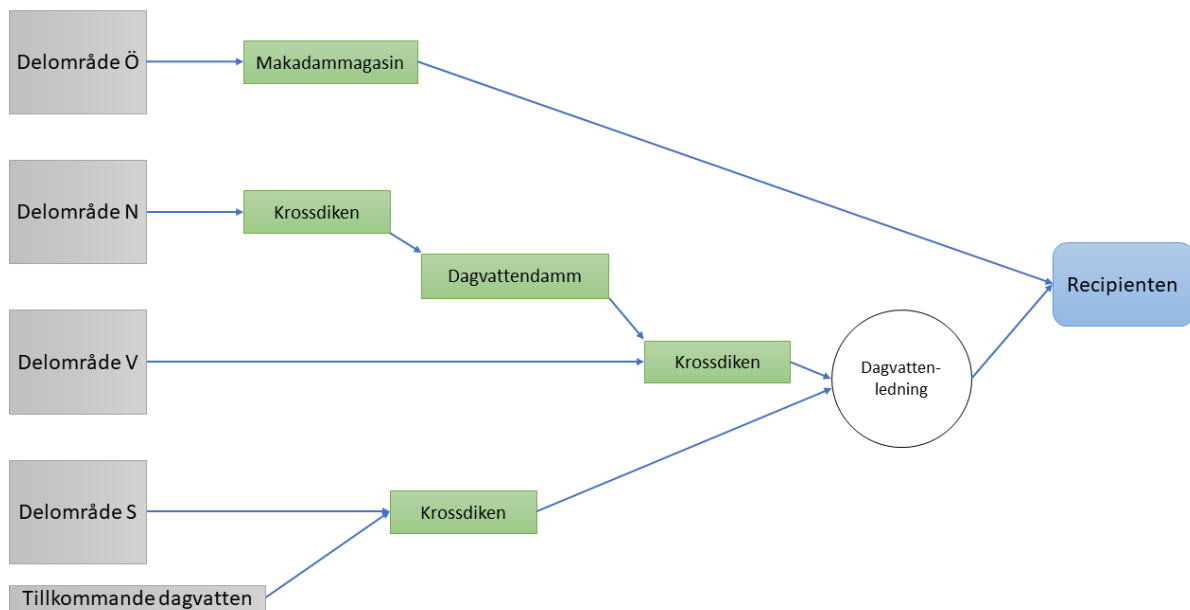 Delområde Ö
Makadammagasin
Delområde N
Krossdiken
Dagvattendamm
Recipienten
Delområde V
Krossdiken
Dagvatten-
ledning
Delområde S
Krossdiken
Tillkommande dagvatten